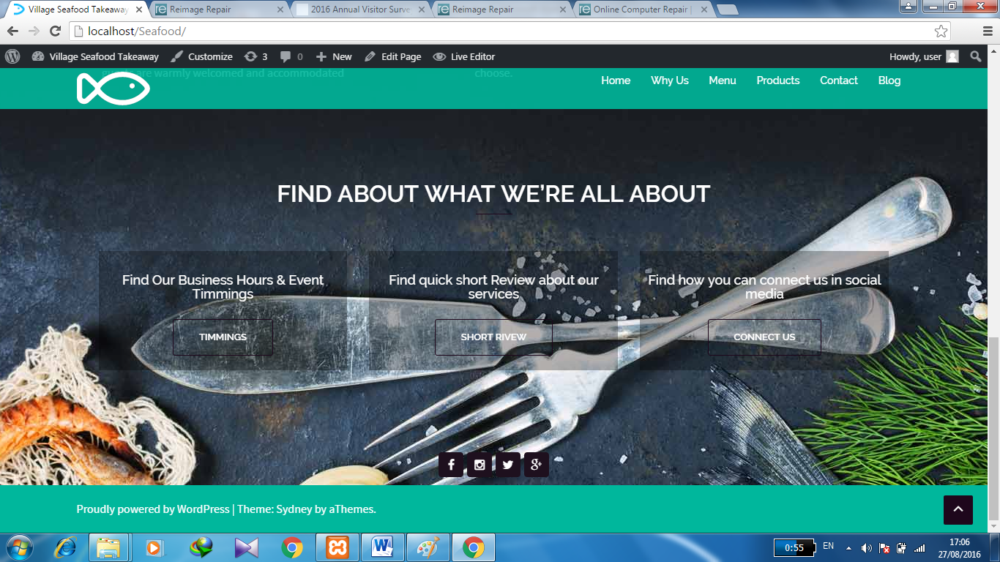 Village Seafood Takeaway
Reimage Repair
2016 Annual Visitor Surve
Reimage Repair
Online Computer Repair |
localhost/Seafood/
Village Seafood Takeaway Customize 3 0 New Edit Page Live Editor Howdy, user
are warmly welcomed and accommodated choose.
Home Why Us Menu Products Contact Blog
FIND ABOUT WHAT WE'RE ALL ABOUT
Find Our Business Hours & Event
Timmings
TIMMINGS
Find quick short Review about our
services
SHORT RIVEW
Find how you can connect us in social
media
CONNECT US
Proudly powered by WordPress | Theme: Sydney by aThemes.
0:55 EN 17:06
27/08/2016